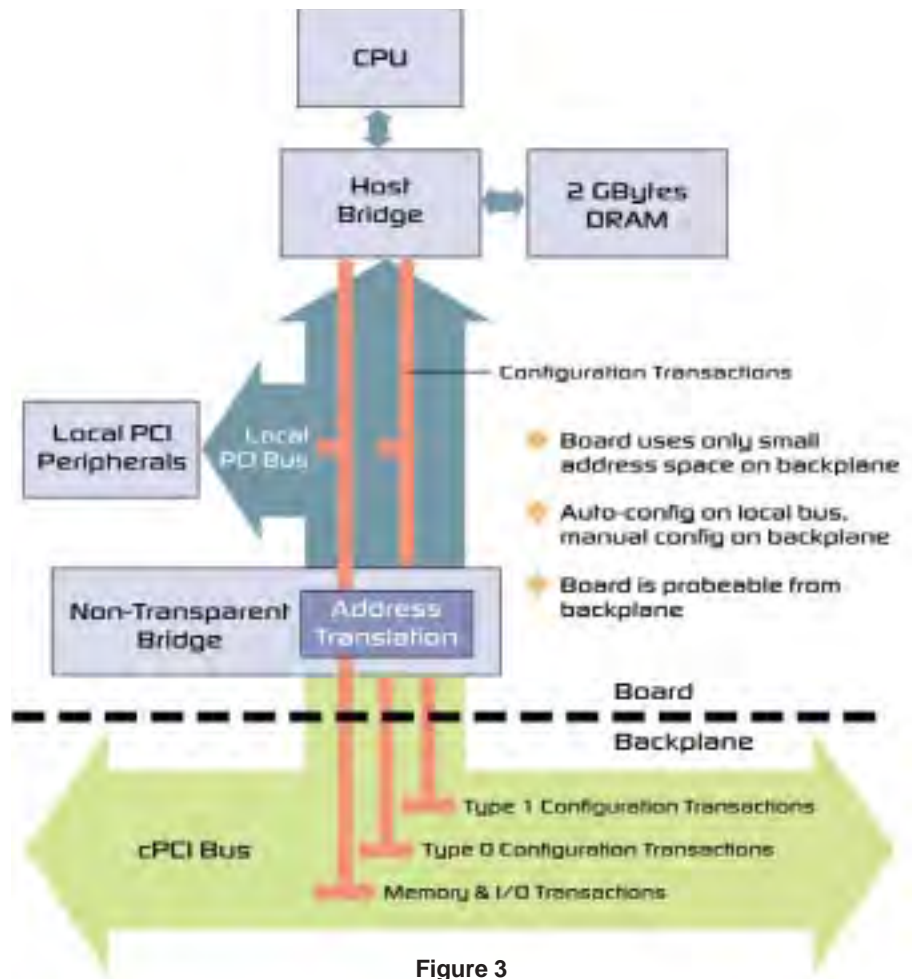 CPU
Host
Bridge
2 GBytes
DRAM
Configuration Transactions
Local PCI
Peripherals
Local
PCI Bus
Board uses only small
address space on backplane
Auto-config on local bus,
manual config on backplane
Board is probeable from
backplane
Non-Transparent
Bridge
Address
Translation
Board
Backplane
Type 1 Configuration Transactions
cPCI Bus
Type 0 Configuration Transactions
Memory & I/O Transactions
Figure 3